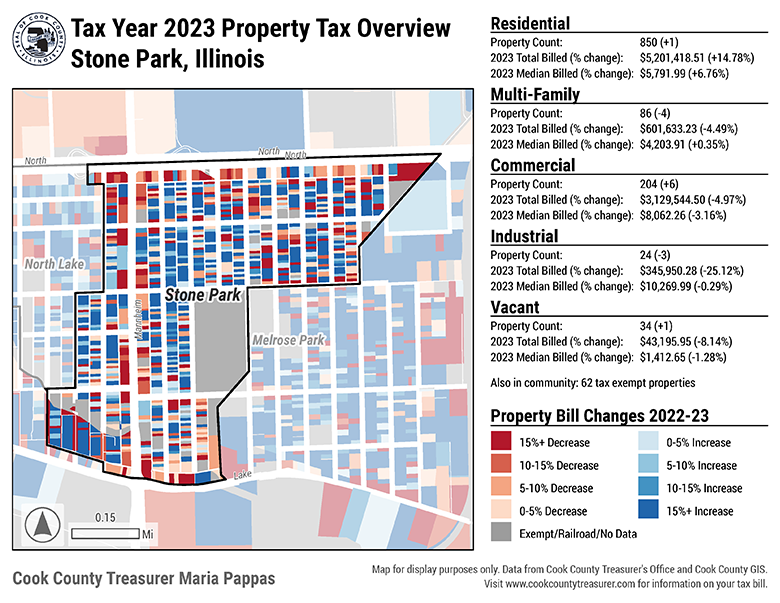 Tax Year 2023 Property Tax Overview
Stone Park, Illinois
North
North
North
North Lake
Stone Park
Mannheim
Melrose Park
Lake
0.15
Mi
Cook County Treasurer Maria Pappas
Residential
Property Count: 850 (+1)
2023 Total Billed (% change): $5,201,418.51 (+14.78%)
2023 Median Billed (% change): $5,791.99 (+6.76%)
Multi-Family
Property Count: 86 (-4)
2023 Total Billed (% change): $601,633.23 (-4.49%)
2023 Median Billed (% change): $4,203.91 (+0.35%)
Commercial
Property Count: 204 (+6)
2023 Total Billed (% change): $3,129,544.50 (-4.97%)
2023 Median Billed (% change): $8,062.26 (-3.16%)
Industrial
Property Count: 24 (-3)
2023 Total Billed (% change): $345,950.28 (-25.12%)
2023 Median Billed (% change): $10,269.99 (-0.29%)
Vacant
Property Count: 34 (+1)
2023 Total Billed (% change): $43,195.95 (-8.14%)
2023 Median Billed (% change): $1,412.65 (-1.28%)
Also in community: 62 tax exempt properties
Property Bill Changes 2022-23
15%+ Decrease
10-15% Decrease
5-10% Decrease
0-5% Decrease
Exempt/Railroad/No Data
0-5% Increase
5-10% Increase
10-15% Increase
15%+ Increase
Map for display purposes only. Data from Cook County Treasurer's Office and Cook County GIS.
Visit www.cookcountytreasurer.com for information on your tax bill.